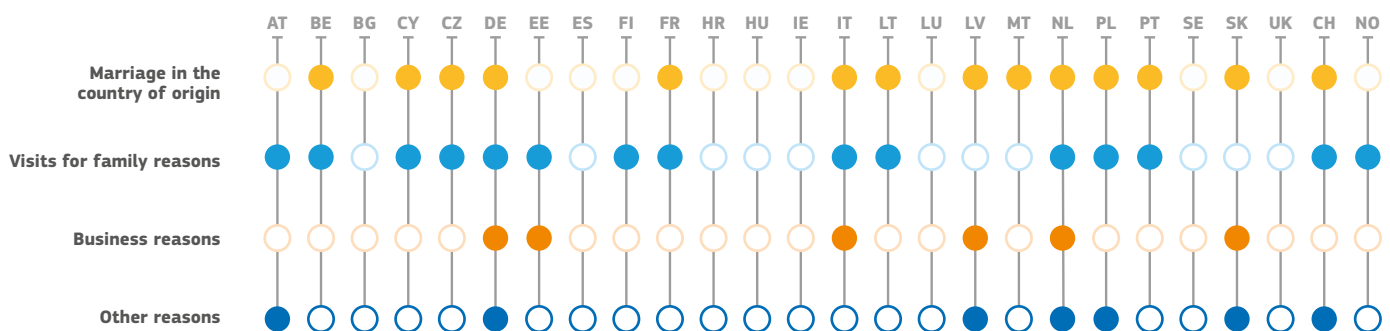 AT BE BG CY CZ DE EE ES FI FR HR HU IE IT LT LU LV MT NL PL PT SE SK UK CH NO
Marriage in the
country of origin
Visits for family reasons
Business reasons
Other reasons